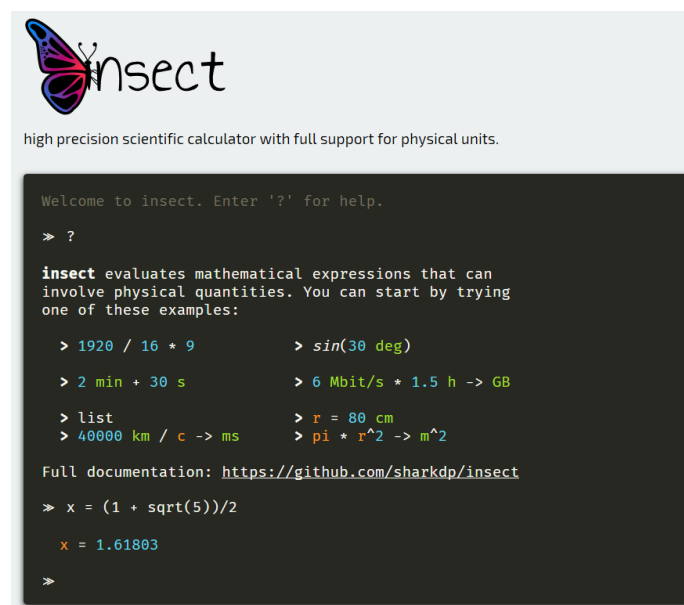 insect
high precision scientific calculator with full support for physical units.
Welcome to insect. Enter '?' for help.
≫ ?
insect evaluates mathematical expressions that can
involve physical quantities. You can start by trying
one of these examples:
> 1920 / 16 * 9 > sin(30 deg)
> 2 min + 30 s > 6 Mbit/s * 1.5 h -> GB
> list > r = 80 cm
> 40000 km / c -> ms > pi * r^2 -> m^2
Full documentation: https://github.com/sharkdp/insect
≫ x = (1 + sqrt(5))/2
x = 1.61803
≫